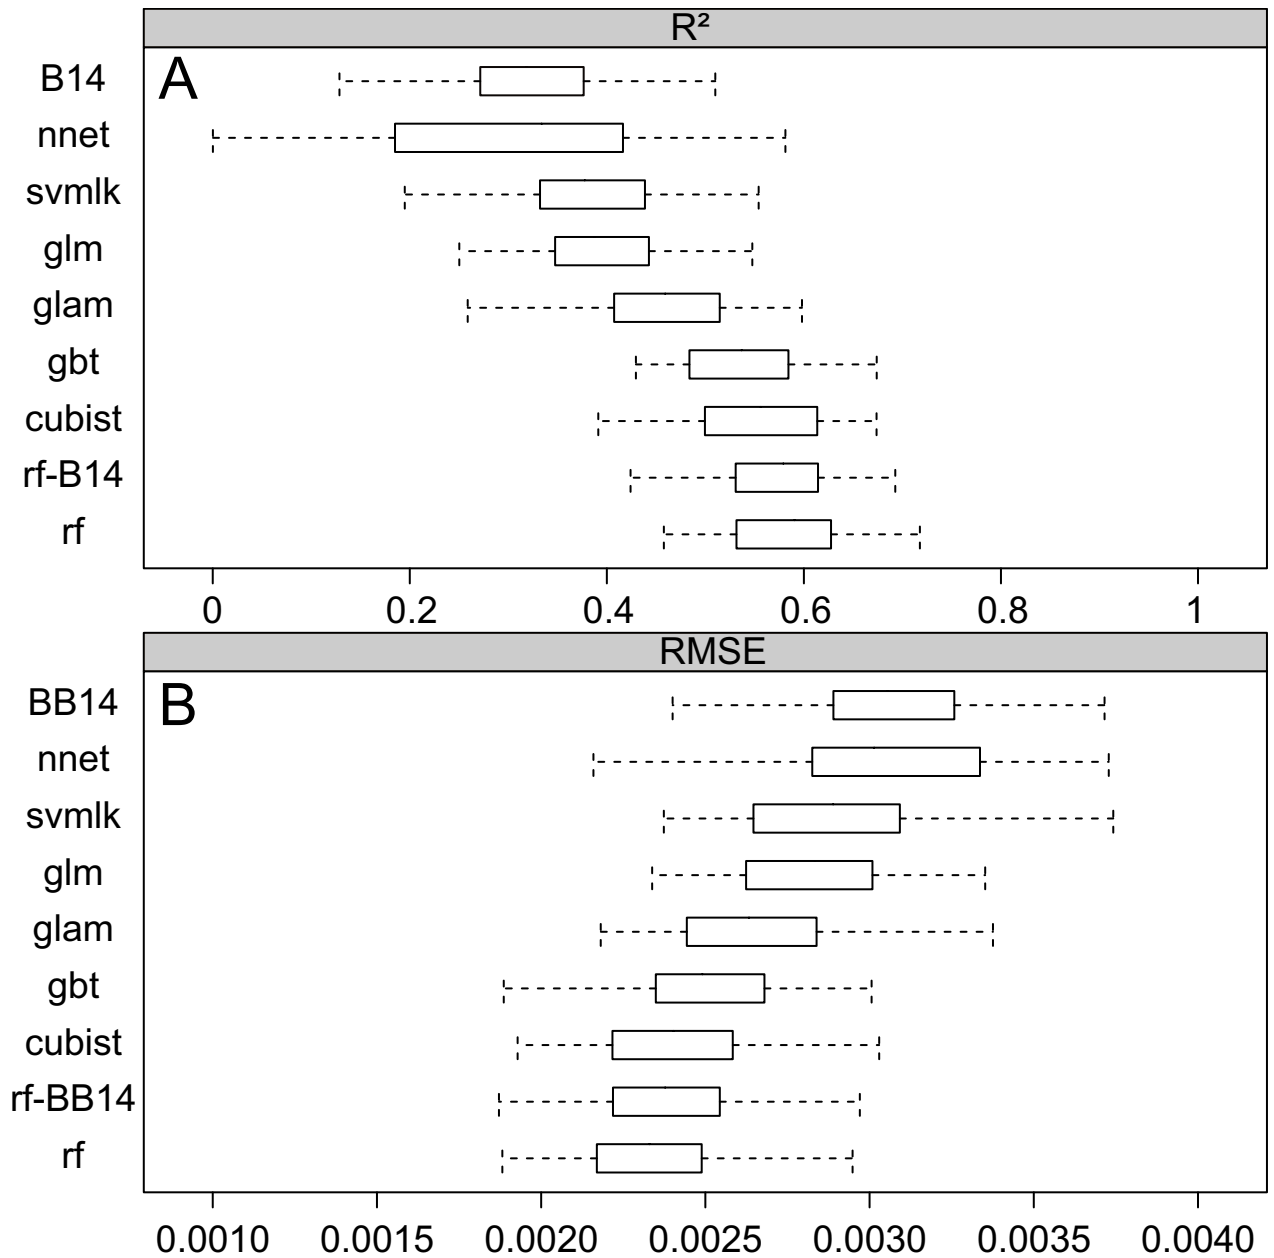 R²
A
B14
nnet
svmlk
glm
glam
gbt
cubist
rf-B14
rf
0 0.2 0.4 0.6 0.8 1
RMSE
B
BB14
nnet
svmlk
glm
glam
gbt
cubist
rf-BB14
rf
0.0010 0.0015 0.0020 0.0025 0.0030 0.0035 0.0040